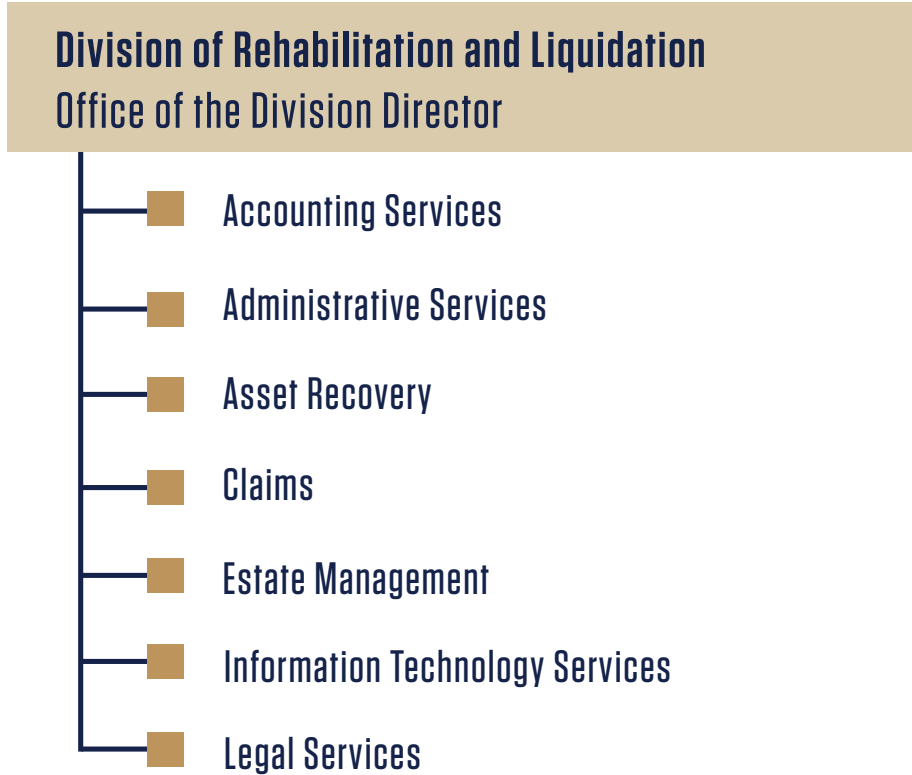 Division of Rehabilitation and Liquidation
Office of the Division Director
Accounting Services
Administrative Services
Asset Recovery
Claims
Estate Management
Information Technology Services
Legal Services